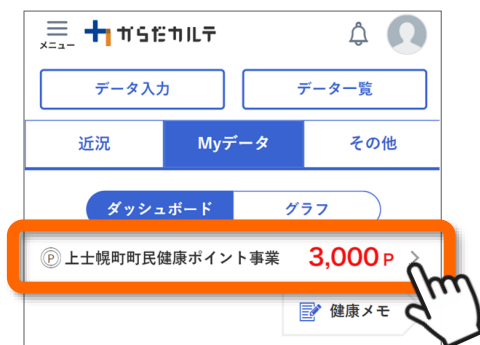 メニュー からだカルテ
データ入力 データ一覧
近況 Myデータ その他
ダッシュボード グラフ
Ⓟ 上士幌町町民健康ポイント事業 3,000 P
健康メモ